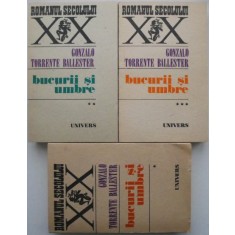 ROMANUL SECOLULUI
XX
GONZALO
TORRENTE BALLESTER
bucurii și
umbre
**
UNIVERS
ROMANUL SECOLULUI
XX
GONZALO
TORRENTE BALLESTER
bucurii și
umbre
***
UNIVERS
ROMANUL SECOLULUI
XX
GONZALO
TORRENTE BALLESTER
bucurii și
umbre
*
UNIVERS